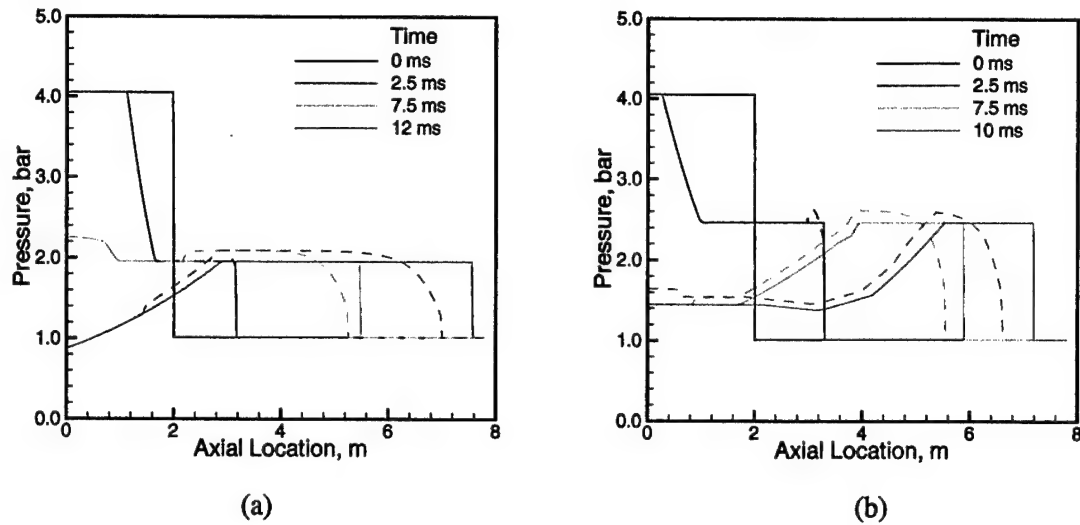 5.0
4.0
3.0
2.0
1.0
0.0
Pressure, bar
Time
0 ms
2.5 ms
7.5 ms
12 ms
0
2
4
6
8
Axial Location, m
(a)
5.0
4.0
3.0
2.0
1.0
0.0
Pressure, bar
Time
0 ms
2.5 ms
7.5 ms
10 ms
0
2
4
6
8
Axial Location, m
(b)